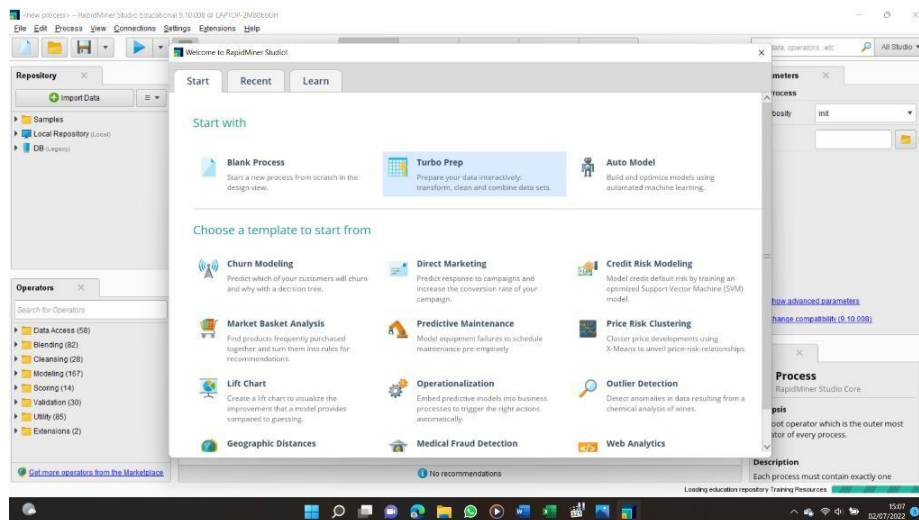 <new process> – RapidMiner Studio Educational 9.10.008 @ LAPTOP-2M80E60H
File Edit Process View Connections Settings Extensions Help
data, operators...etc All Studio
Welcome to RapidMiner Studio!
Start Recent Learn
Repository
Import Data
Samples
Local Repository (Local)
DB (Legacy)
Start with
Blank Process
Start a new process from scratch in the
design view.
Turbo Prep
Prepare your data interactively:
transform, clean and combine data sets.
Auto Model
Build and optimize models using
automated machine learning.
Choose a template to start from
Churn Modeling
Predict which of your customers will churn
and why with a decision tree.
Direct Marketing
Predict response to campaigns and
increase the conversion rate of your
campaign.
Credit Risk Modeling
Model credit default risk by training an
optimized Support Vector Machine (SVM)
model.
Market Basket Analysis
Find products frequently purchased
together and turn them into rules for
recommendations.
Predictive Maintenance
Model equipment failures to schedule
maintenance pre-emptively
Price Risk Clustering
Cluster price developments using
X-Means to unveil price-risk-relationships.
Lift Chart
Create a lift chart to visualize the
improvement that a model provides
compared to guessing.
Operationalization
Embed predictive models into business
processes to trigger the right actions
automatically.
Outlier Detection
Detect anomalies in data resulting from a
chemical analysis of wines.
Geographic Distances
Medical Fraud Detection
Web Analytics
Operators
Search for Operators
Data Access (58)
Blending (82)
Cleansing (28)
Modeling (167)
Scoring (14)
Validation (30)
Utility (85)
Extensions (2)
Get more operators from the Marketplace
No recommendations
meters
rocess
bosity init
how advanced parameters
hange compatibility (9.10.008)
Process
RapidMiner Studio Core
psis
oot operator which is the outer most
ator of every process.
Description
Each process must contain exactly one
Loading education repository Training Resources
15:07
02/07/2022